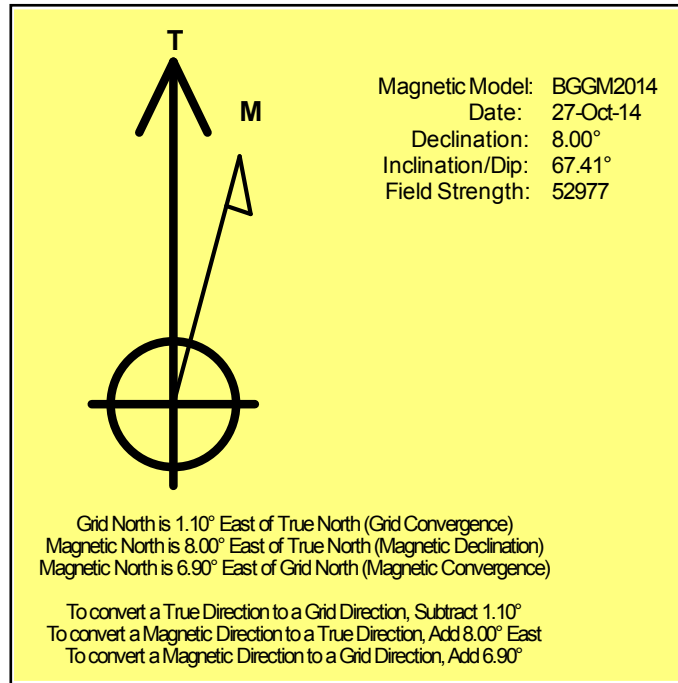 T
M
Magnetic Model: BGGM2014
Date: 27-Oct-14
Declination: 8.00°
Inclination/Dip: 67.41°
Field Strength: 52977
Grid North is 1.10° East of True North (Grid Convergence)
Magnetic North is 8.00° East of True North (Magnetic Declination)
Magnetic North is 6.90° East of Grid North (Magnetic Convergence)
To convert a True Direction to a Grid Direction, Subtract 1.10°
To convert a Magnetic Direction to a True Direction, Add 8.00° East
To convert a Magnetic Direction to a Grid Direction, Add 6.90°